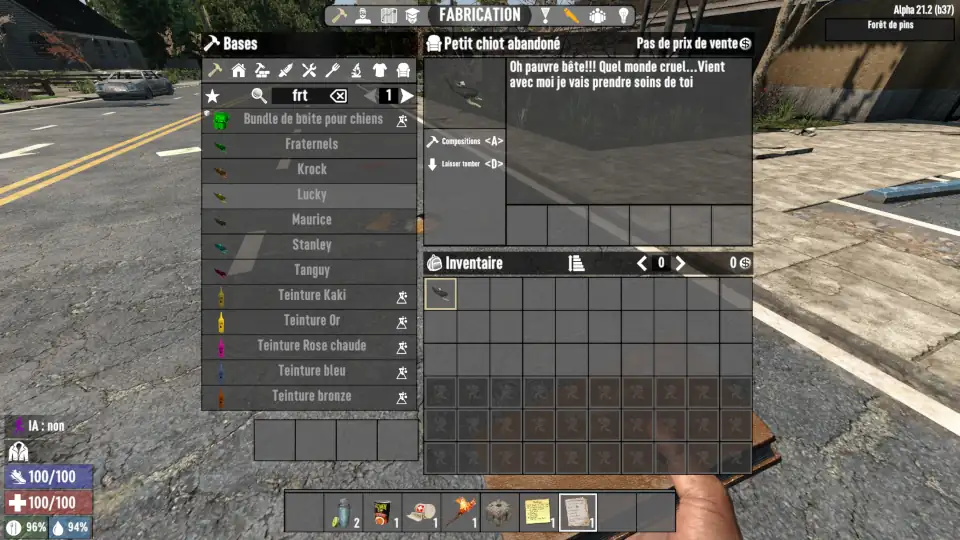 FABRICATION
Alpha 21.2 (b37)
Forêt de pins
Bases
frt
1
Bundle de boite pour chiens
Fraternels
Krock
Lucky
Maurice
Stanley
Tanguy
Teinture Kaki
Teinture Or
Teinture Rose chaude
Teinture bleu
Teinture bronze
Petit chiot abandoné
Pas de prix de vente
Oh pauvre bête!!! Quel monde cruel...Vient
avec moi je vais prendre soins de toi
Compositions <A>
Laisser tomber <D>
Inventaire
0
0
IA : non
100/100
100/100
96%
94%
2
1
1
1
1
1